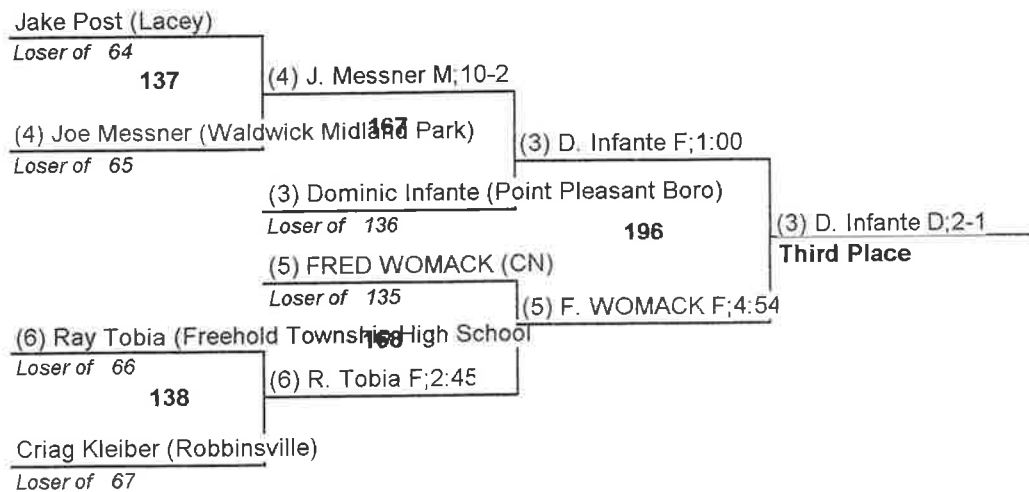 Jake Post (Lacey)
Loser of 64
137
(4) J. Messner M;10-2
(4) Joe Messner (Waldwick Midland Park)
167
Loser of 65
(3) D. Infante F;1:00
(3) Dominic Infante (Point Pleasant Boro)
Loser of 136
196
(3) D. Infante D;2-1
Third Place
(5) FRED WOMACK (CN)
Loser of 135
(5) F. WOMACK F;4:54
(6) Ray Tobia (Freehold Township High School
168
Loser of 66
(6) R. Tobia F;2:45
138
Criag Kleiber (Robbinsville)
Loser of 67